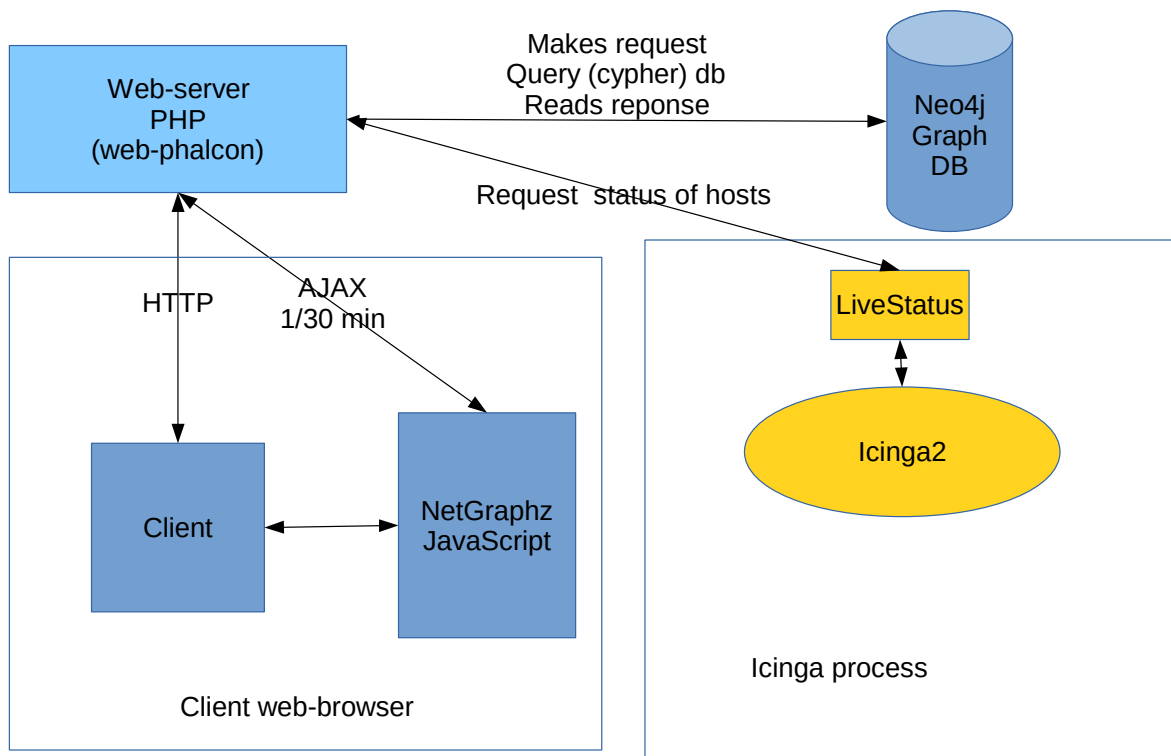 Web-server
PHP
(web-phalcon)
Makes request
Query (cypher) db
Reads reponse
Neo4j
Graph
DB
Request  status of hosts
HTTP
AJAX
1/30 min
LiveStatus
Icinga2
Client
NetGraphz
JavaScript
Icinga process
Client web-browser